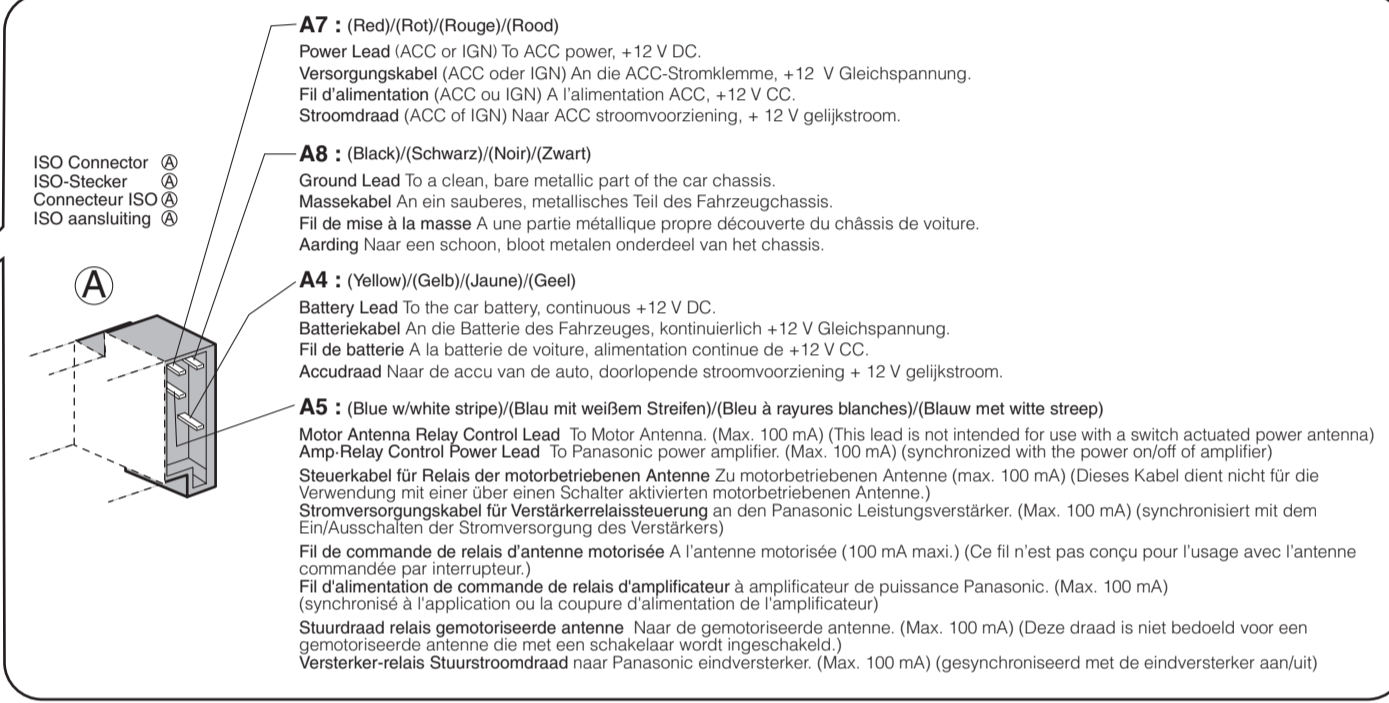 A7 : (Red)/(Rot)/(Rouge)/(Rood)
Power Lead (ACC or IGN) To ACC power, +12 V DC.
Versorgungskabel (ACC oder IGN) An die ACC-Stromklemme, +12 V Gleichspannung.
Fil d'alimentation (ACC ou IGN) A l'alimentation ACC, +12 V CC.
Stroomdraad (ACC of IGN) Naar ACC stroomvoorziening, + 12 V gelijkstroom.
A8 : (Black)/(Schwarz)/(Noir)/(Zwart)
Ground Lead To a clean, bare metallic part of the car chassis.
Massekabel An ein sauberes, metallisches Teil des Fahrzeugchassis.
Fil de mise à la masse A une partie métallique propre découverte du châssis de voiture.
Aarding Naar een schoon, bloot metalen onderdeel van het chassis.
ISO Connector Ⓐ
ISO-Stecker Ⓐ
Connecteur ISO Ⓐ
ISO aansluiting Ⓐ
Ⓐ
A4 : (Yellow)/(Gelb)/(Jaune)/(Geel)
Battery Lead To the car battery, continuous +12 V DC.
Batteriekabel An die Batterie des Fahrzeuges, kontinuierlich +12 V Gleichspannung.
Fil de batterie A la batterie de voiture, alimentation continue de +12 V CC.
Accudraad Naar de accu van de auto, doorlopende stroomvoorziening + 12 V gelijkstroom.
A5 : (Blue w/white stripe)/(Blau mit weißem Streifen)/(Bleu à rayures blanches)/(Blauw met witte streep)
Motor Antenna Relay Control Lead To Motor Antenna. (Max. 100 mA) (This lead is not intended for use with a switch actuated power antenna)
Amp·Relay Control Power Lead To Panasonic power amplifier. (Max. 100 mA) (synchronized with the power on/off of amplifier)
Steuerkabel für Relais der motorbetriebenen Antenne Zu motorbetriebenen Antenne (max. 100 mA) (Dieses Kabel dient nicht für die
Verwendung mit einer über einen Schalter aktivierten motorbetriebenen Antenne.)
Stromversorgungskabel für Verstärkerrelaissteuerung an den Panasonic Leistungsverstärker. (Max. 100 mA) (synchronisiert mit dem
Ein/Ausschalten der Stromversorgung des Verstärkers)
Fil de commande de relais d'antenne motorisée A l'antenne motorisée (100 mA maxi.) (Ce fil n'est pas conçu pour l'usage avec l'antenne
commandée par interrupteur.)
Fil d'alimentation de commande de relais d'amplificateur à amplificateur de puissance Panasonic. (Max. 100 mA)
(synchronisé à l'application ou la coupure d'alimentation de l'amplificateur)
Stuurdraad relais gemotoriseerde antenne Naar de gemotoriseerde antenne. (Max. 100 mA) (Deze draad is niet bedoeld voor een
gemotoriseerde antenne die met een schakelaar wordt ingeschakeld.)
Versterker-relais Stuurstroomdraad naar Panasonic eindversterker. (Max. 100 mA) (gesynchroniseerd met de eindversterker aan/uit)